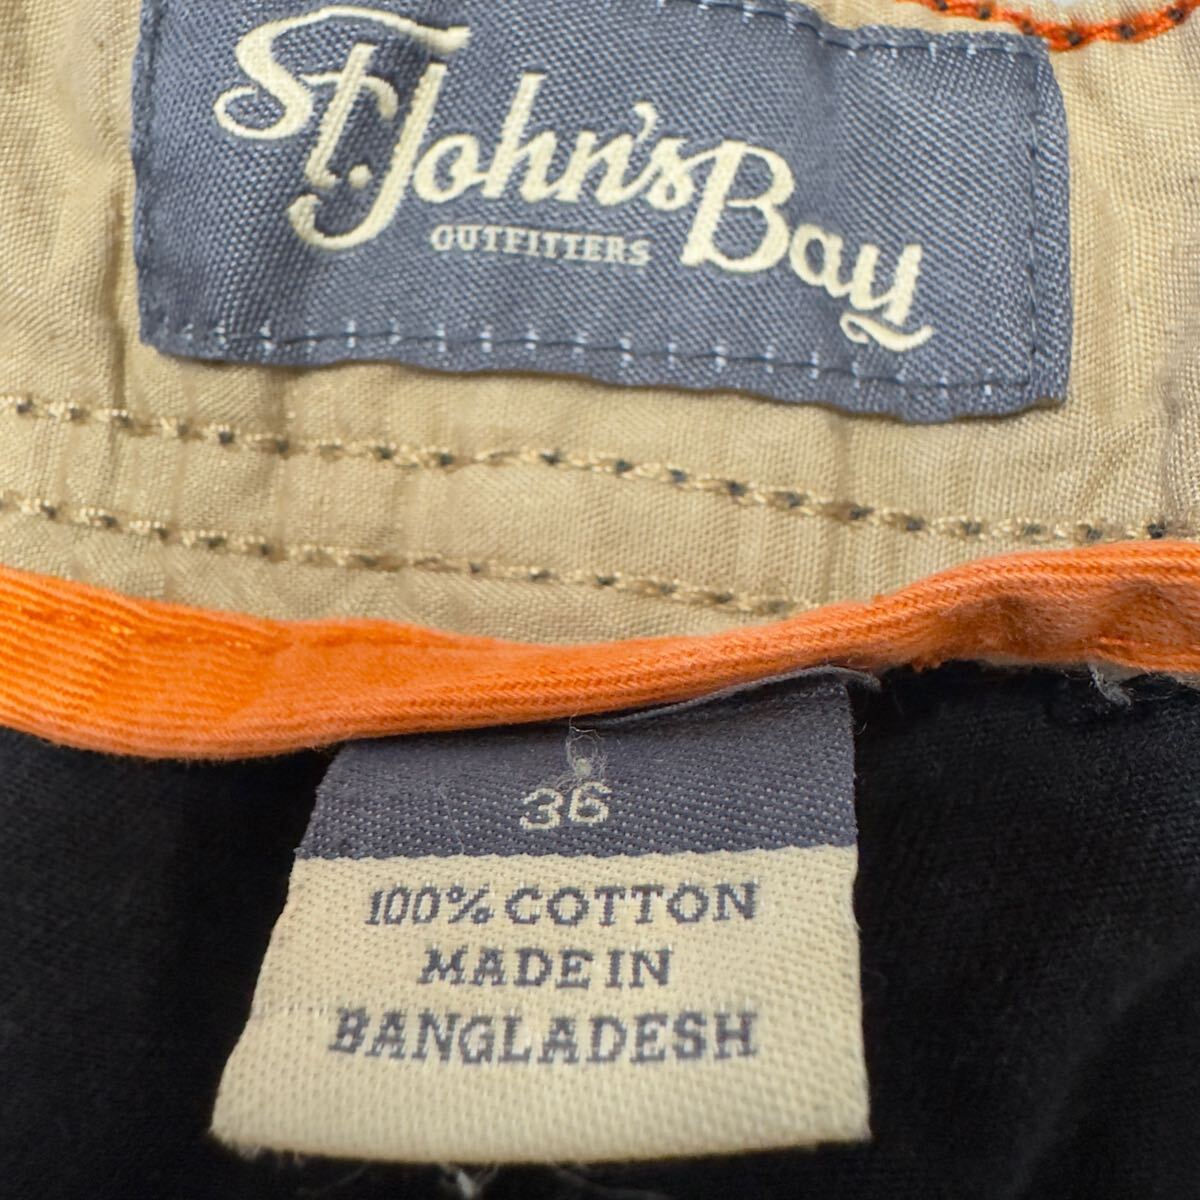 St. John's Bay
OUTFITTERS
36
100% COTTON
MADE IN
BANGLADESH